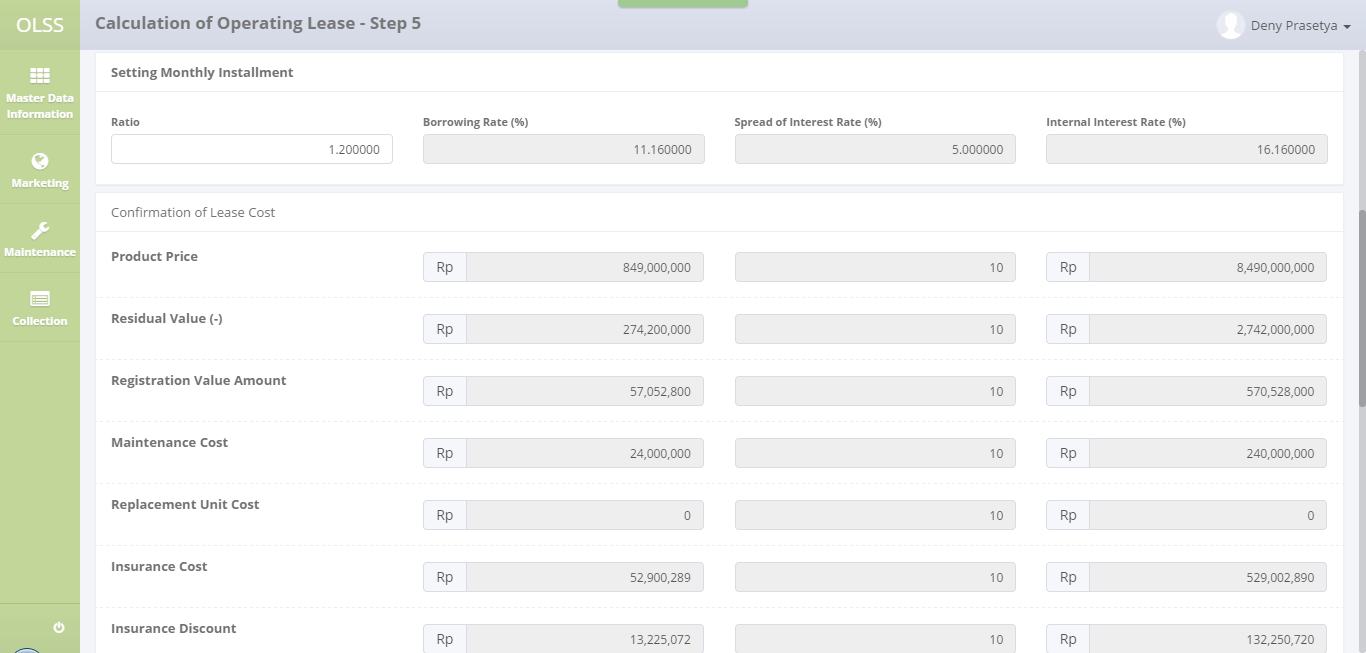 OLSS
Calculation of Operating Lease - Step 5
Deny Prasetya
Master Data
Information
Marketing
Maintenance
Collection
Setting Monthly Installment
Ratio Borrowing Rate (%) Spread of Interest Rate (%) Internal Interest Rate (%)
1.200000 11.160000 5.000000 16.160000
Confirmation of Lease Cost
Product Price Rp 849,000,000 10 Rp 8,490,000,000
Residual Value (-) Rp 274,200,000 10 Rp 2,742,000,000
Registration Value Amount Rp 57,052,800 10 Rp 570,528,000
Maintenance Cost Rp 24,000,000 10 Rp 240,000,000
Replacement Unit Cost Rp 0 10 Rp 0
Insurance Cost Rp 52,900,289 10 Rp 529,002,890
Insurance Discount Rp 13,225,072 10 Rp 132,250,720